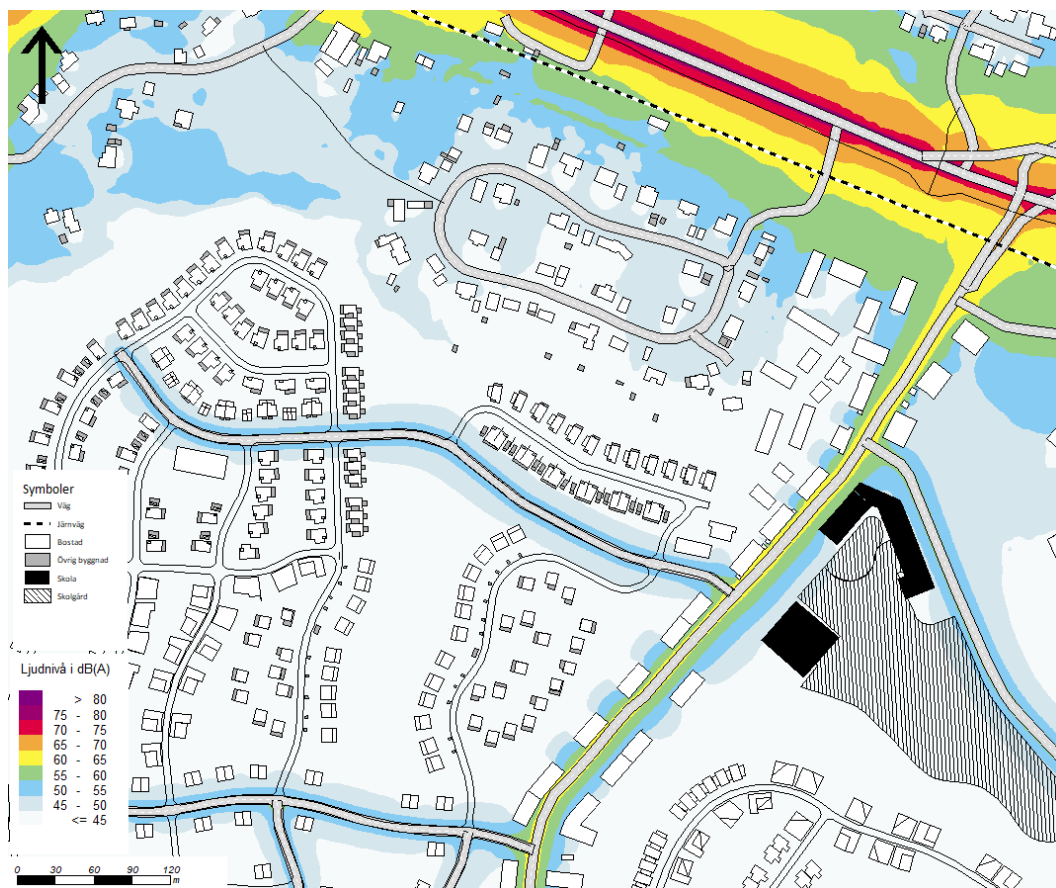 Symboler
Väg
Järnväg
Bostad
Övrig byggnad
Skola
Skolgård
Ljudnivå i dB(A)
> 80
75 - 80
70 - 75
65 - 70
60 - 65
55 - 60
50 - 55
45 - 50
<= 45
0 30 60 90 120
m